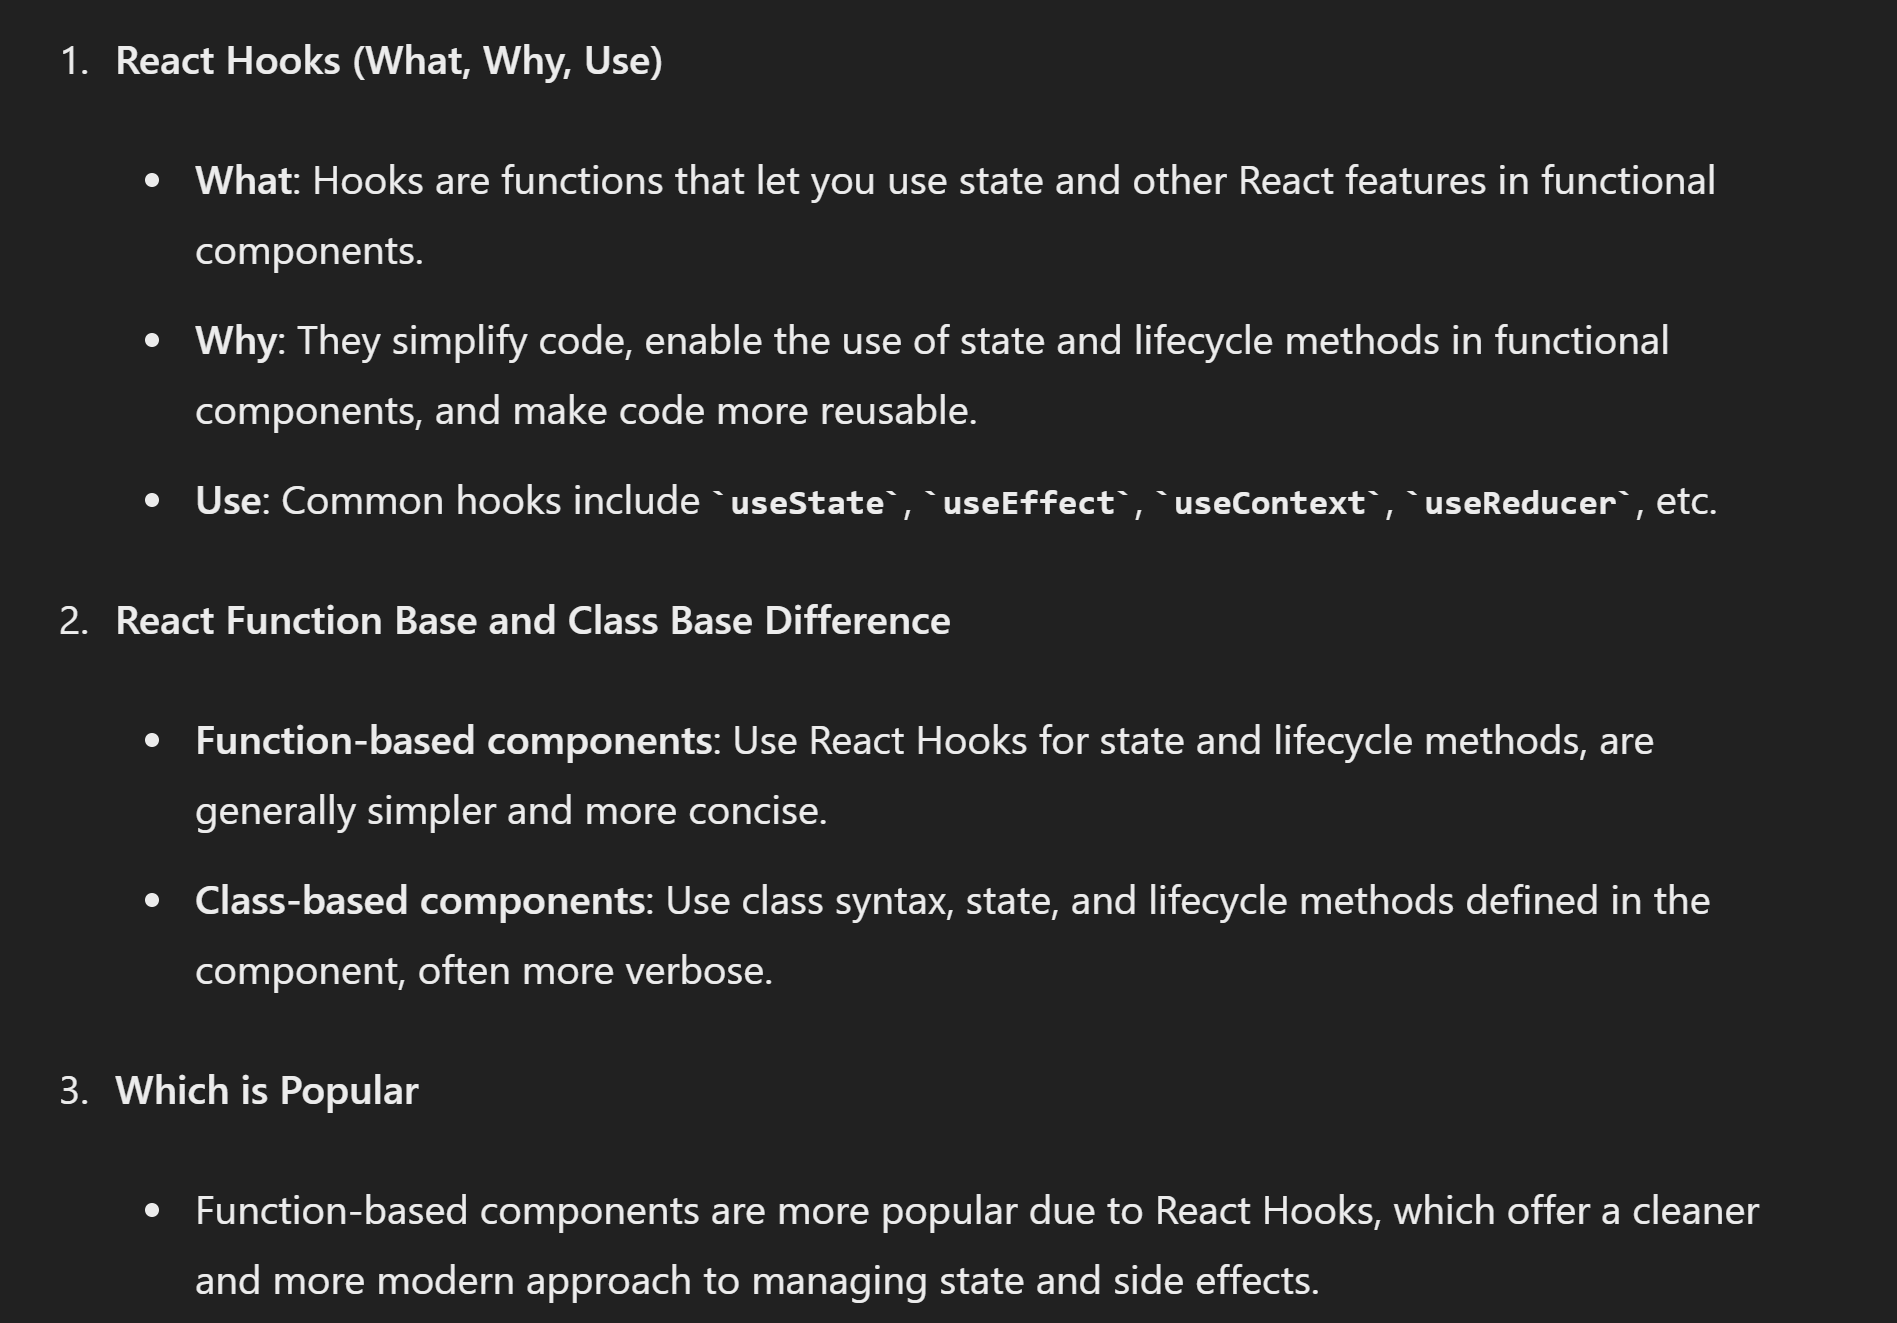 1. React Hooks (What, Why, Use)
• What: Hooks are functions that let you use state and other React features in functional
components.
• Why: They simplify code, enable the use of state and lifecycle methods in functional
components, and make code more reusable.
• Use: Common hooks include `useState`, `useEffect`, `useContext`, `useReducer`, etc.
2. React Function Base and Class Base Difference
• Function-based components: Use React Hooks for state and lifecycle methods, are
generally simpler and more concise.
• Class-based components: Use class syntax, state, and lifecycle methods defined in the
component, often more verbose.
3. Which is Popular
• Function-based components are more popular due to React Hooks, which offer a cleaner
and more modern approach to managing state and side effects.